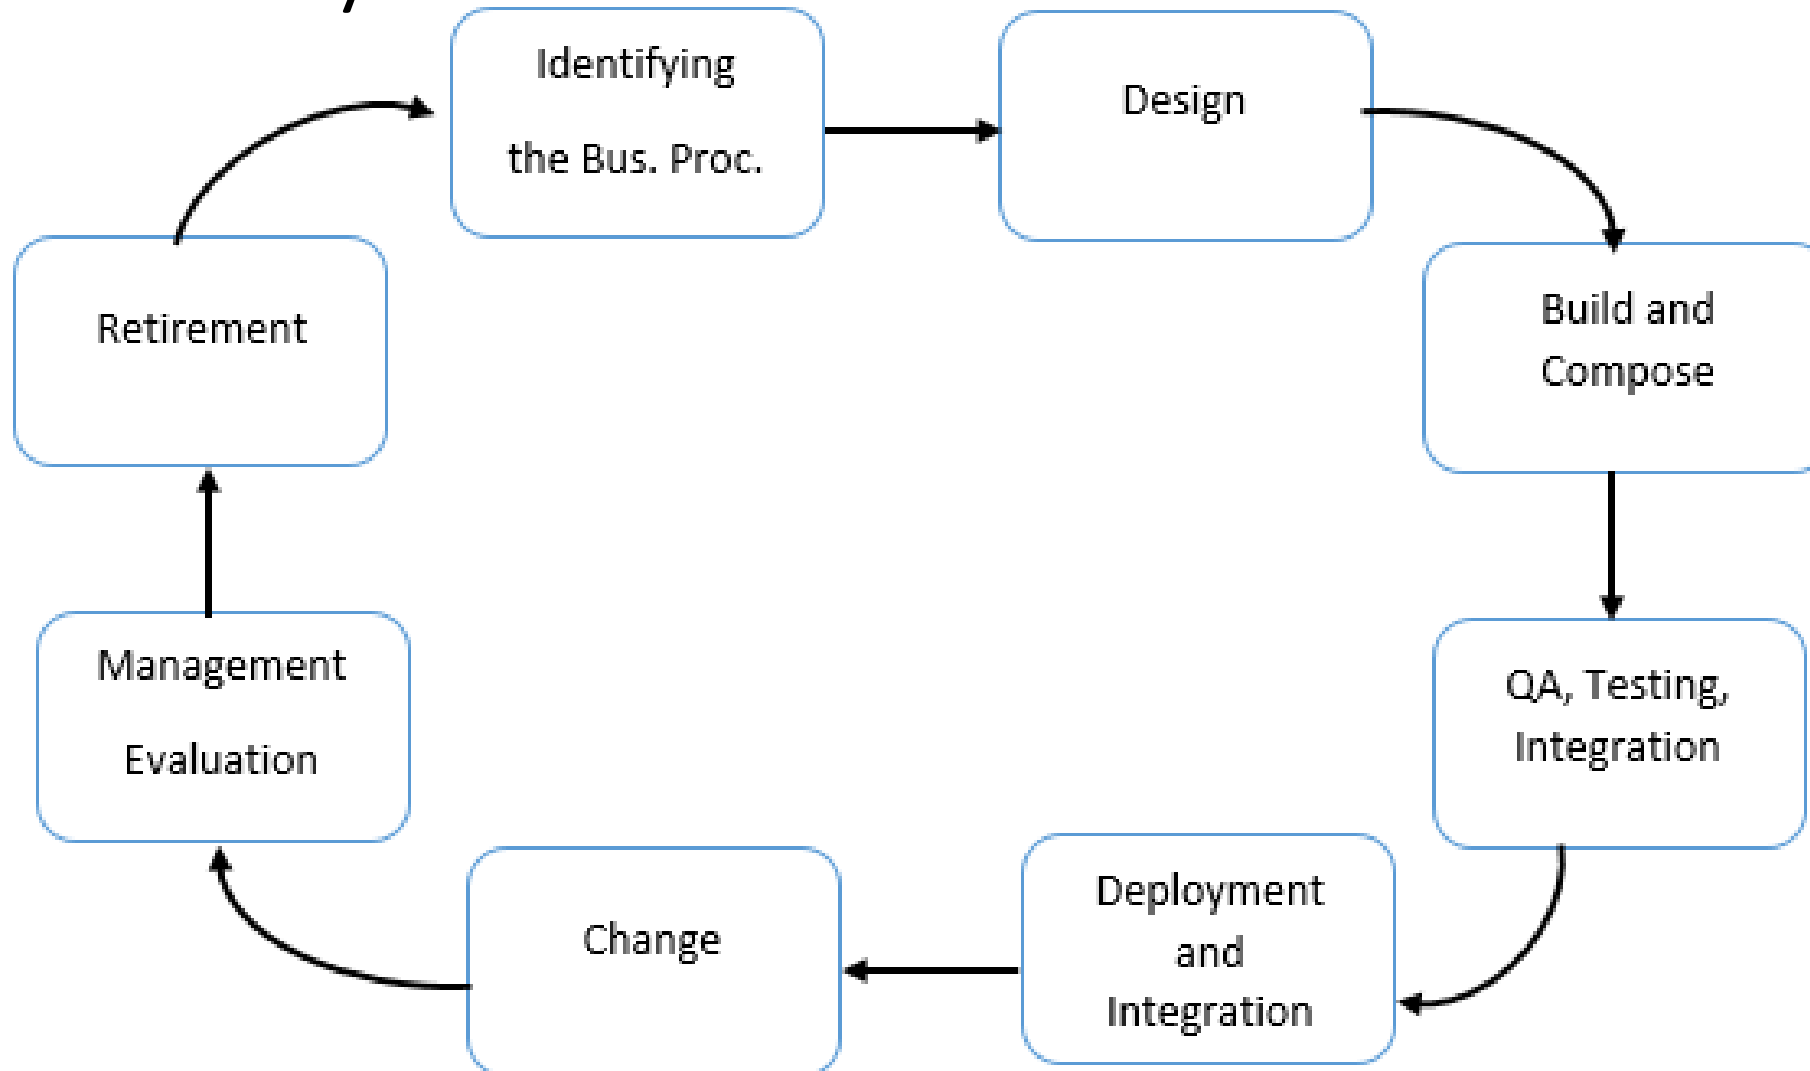 Identifying
the Bus. Proc.
Design
Build and
Compose
QA, Testing,
Integration
Deployment
and
Integration
Change
Management
Evaluation
Retirement